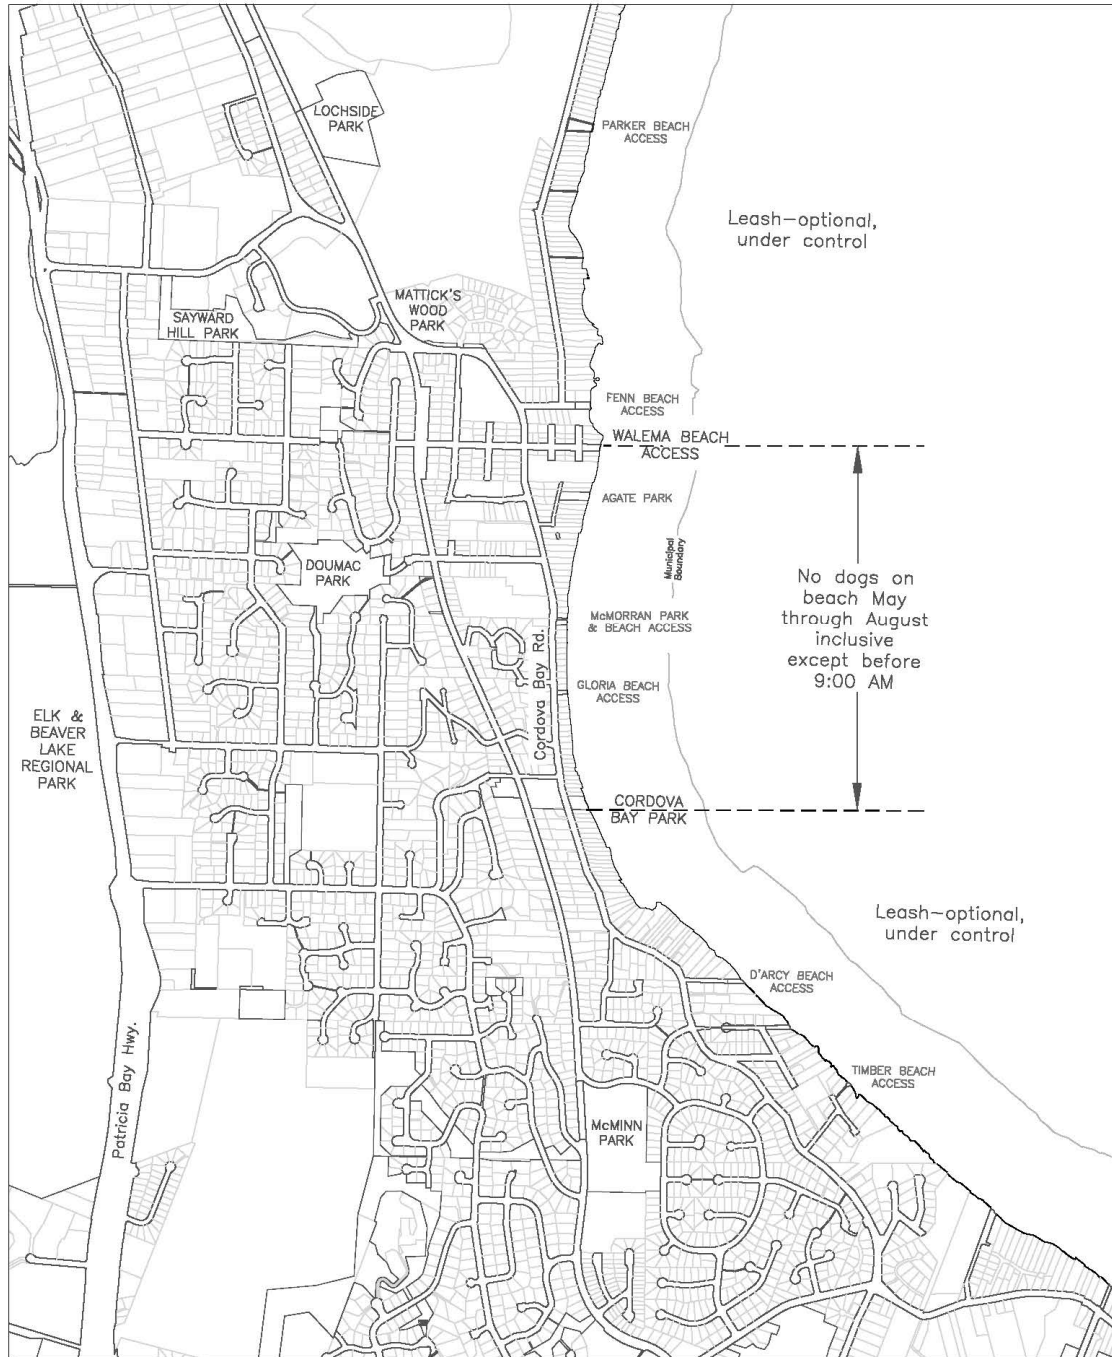 LOCHSIDE
PARK
PARKER BEACH
ACCESS
Leash-optional,
under control
MATTICK'S
WOOD
PARK
SAYWARD
HILL PARK
FENN BEACH
ACCESS
WALEMA BEACH
ACCESS
AGATE PARK
Municipal
Boundary
DOUMAC
PARK
No dogs on
beach May
through August
inclusive
except before
9:00 AM
McMORRAN PARK
& BEACH ACCESS
Cordova Bay Rd.
GLORIA BEACH
ACCESS
ELK &
BEAVER
LAKE
REGIONAL
PARK
CORDOVA
BAY PARK
Leash-optional,
under control
D'ARCY BEACH
ACCESS
Patricia Bay Hwy.
TIMBER BEACH
ACCESS
McMINN
PARK